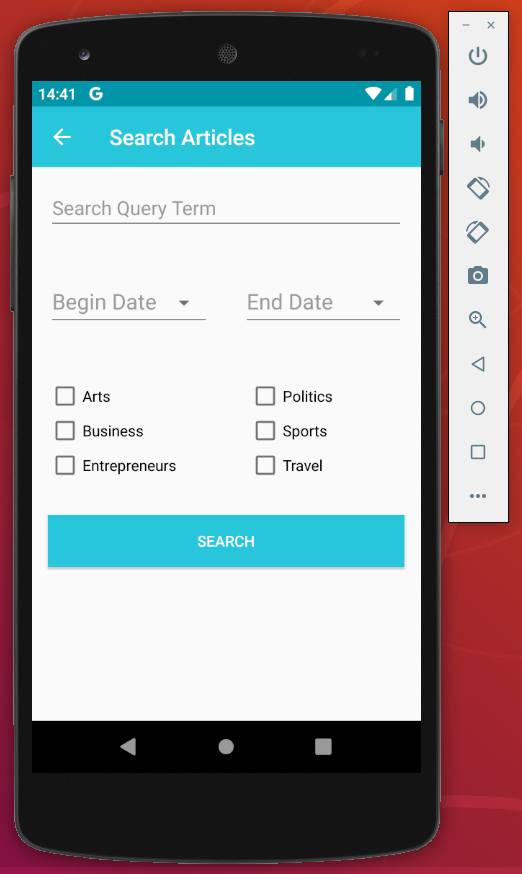 14:41 G
Search Articles
Search Query Term
Begin Date End Date
Arts Politics
Business Sports
Entrepreneurs Travel
SEARCH